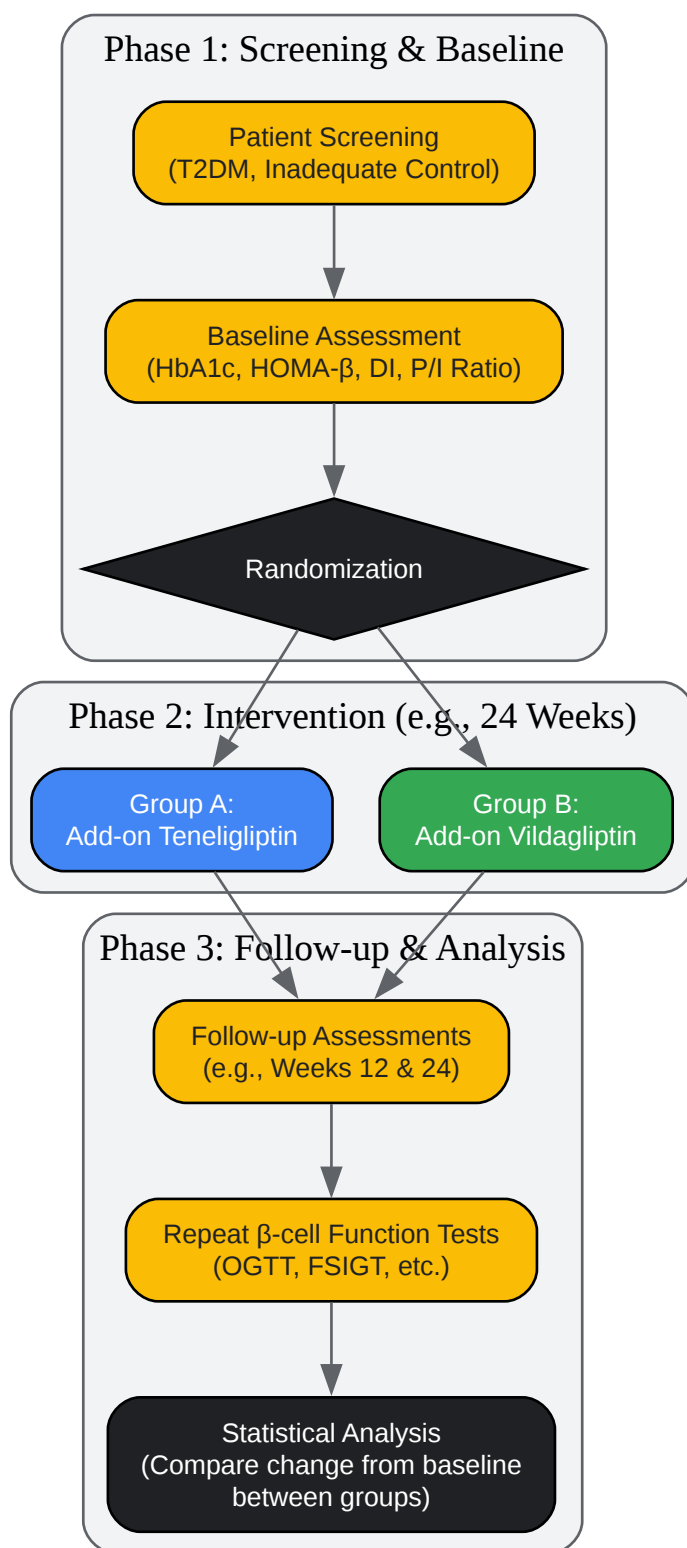 Phase 1: Screening & Baseline
Patient Screening
(T2DM, Inadequate Control)
Baseline Assessment
(HbA1c, HOMA-β, DI, P/I Ratio)
Randomization
Phase 2: Intervention (e.g., 24 Weeks)
Group A:
Add-on Teneligliptin
Group B:
Add-on Vildagliptin
Phase 3: Follow-up & Analysis
Follow-up Assessments
(e.g., Weeks 12 & 24)
Repeat β-cell Function Tests
(OGTT, FSIGT, etc.)
Statistical Analysis
(Compare change from baseline
between groups)